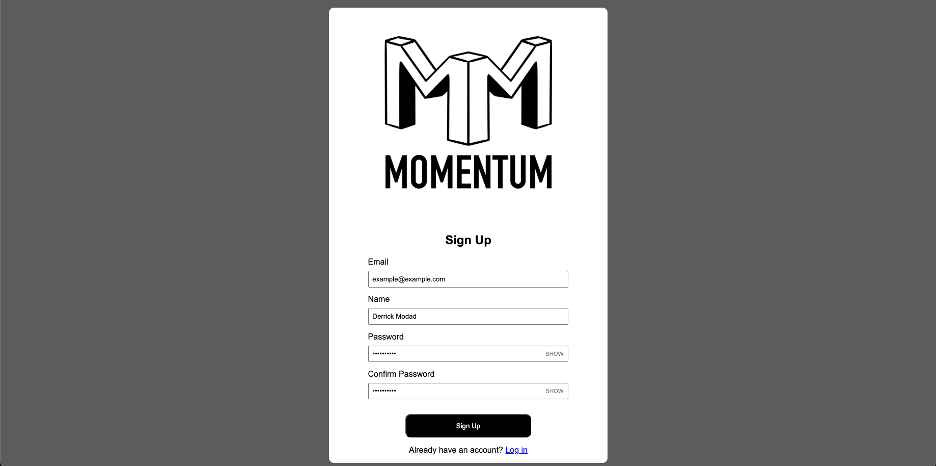 MOMENTUM
Sign Up
Email
example@example.com
Name
Derrick Modad
Password
•••••••••• SHOW
Confirm Password
•••••••••• SHOW
Sign Up
Already have an account? Log in